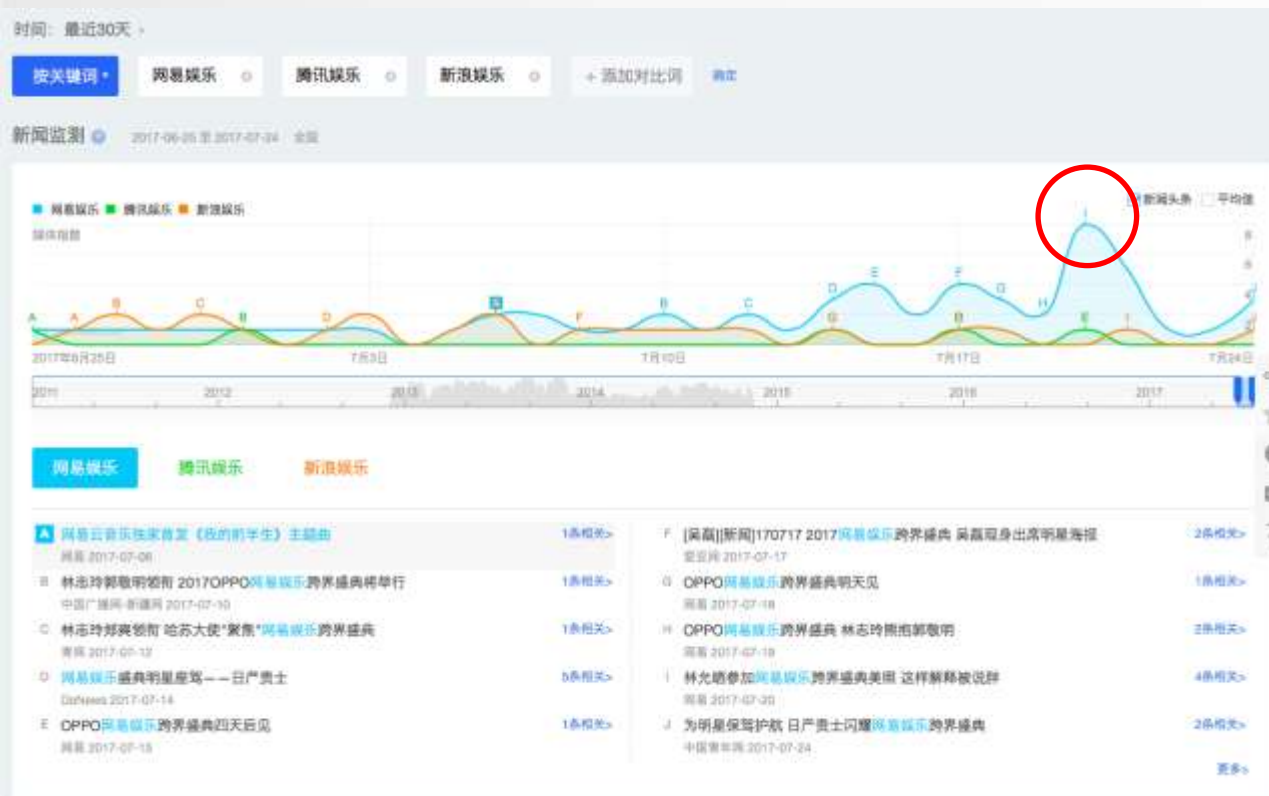 时间: 最近30天
按关键词
网易娱乐
腾讯娱乐
新浪娱乐
+ 添加对比词
确定
新闻监测
2017-06-25 至 2017-07-24 全国
网易娱乐 腾讯娱乐 新浪娱乐
新闻头条 平均值
媒体指数
2017年6月25日 7月3日 7月10日 7月17日 7月24日
2011 2012 2013 2014 2015 2016 2017
网易娱乐 腾讯娱乐 新浪娱乐
A 网易云音乐独家首发《我的前半生》主题曲 1条相关>
网易 2017-07-06
B 林志玲郭敬明领衔 2017OPPO网易娱乐跨界盛典将举行 1条相关>
中国广播网-新疆网 2017-07-10
C 林志玲郑爽领衔 哈苏大使"聚焦"网易娱乐跨界盛典 1条相关>
2017-07-12
D 网易娱乐盛典明星座驾——日产贵士 5条相关>
DoNews 2017-07-14
E OPPO网易娱乐跨界盛典四天后见 1条相关>
网易 2017-07-15
F [吴磊][新闻]170717 2017网易娱乐跨界盛典 吴磊现身出席明星海报 2条相关>
2017-07-17
G OPPO网易娱乐跨界盛典明天见 1条相关>
网易 2017-07-18
H OPPO网易娱乐跨界盛典 林志玲熊抱郭敬明 2条相关>
网易 2017-07-19
I 林允晒参加网易娱乐跨界盛典美照 这样解释被说胖 4条相关>
网易 2017-07-20
J 为明星保驾护航 日产贵士闪耀网易娱乐跨界盛典 2条相关>
中国青年网 2017-07-24
更多>